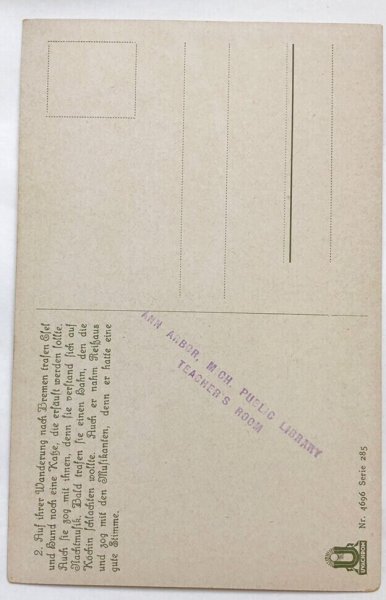 2. Auf ihrer Wanderung nach Bremen trafen Esel
und Hund noch eine Katze, die ersäuft werden sollte.
Auch sie zog mit ihnen, denn sie verstand sich auf
Nachtmusik. Bald trafen sie einen Hahn, den die
Köchin schlachten wollte. Auch er nahm Reißaus
und zog mit den Musikanten, denn er hatte eine
gute Stimme.
ANN ARBOR, MICH. PUBLIC LIBRARY
TEACHER'S ROOM
Nr. 4696 Serie 285